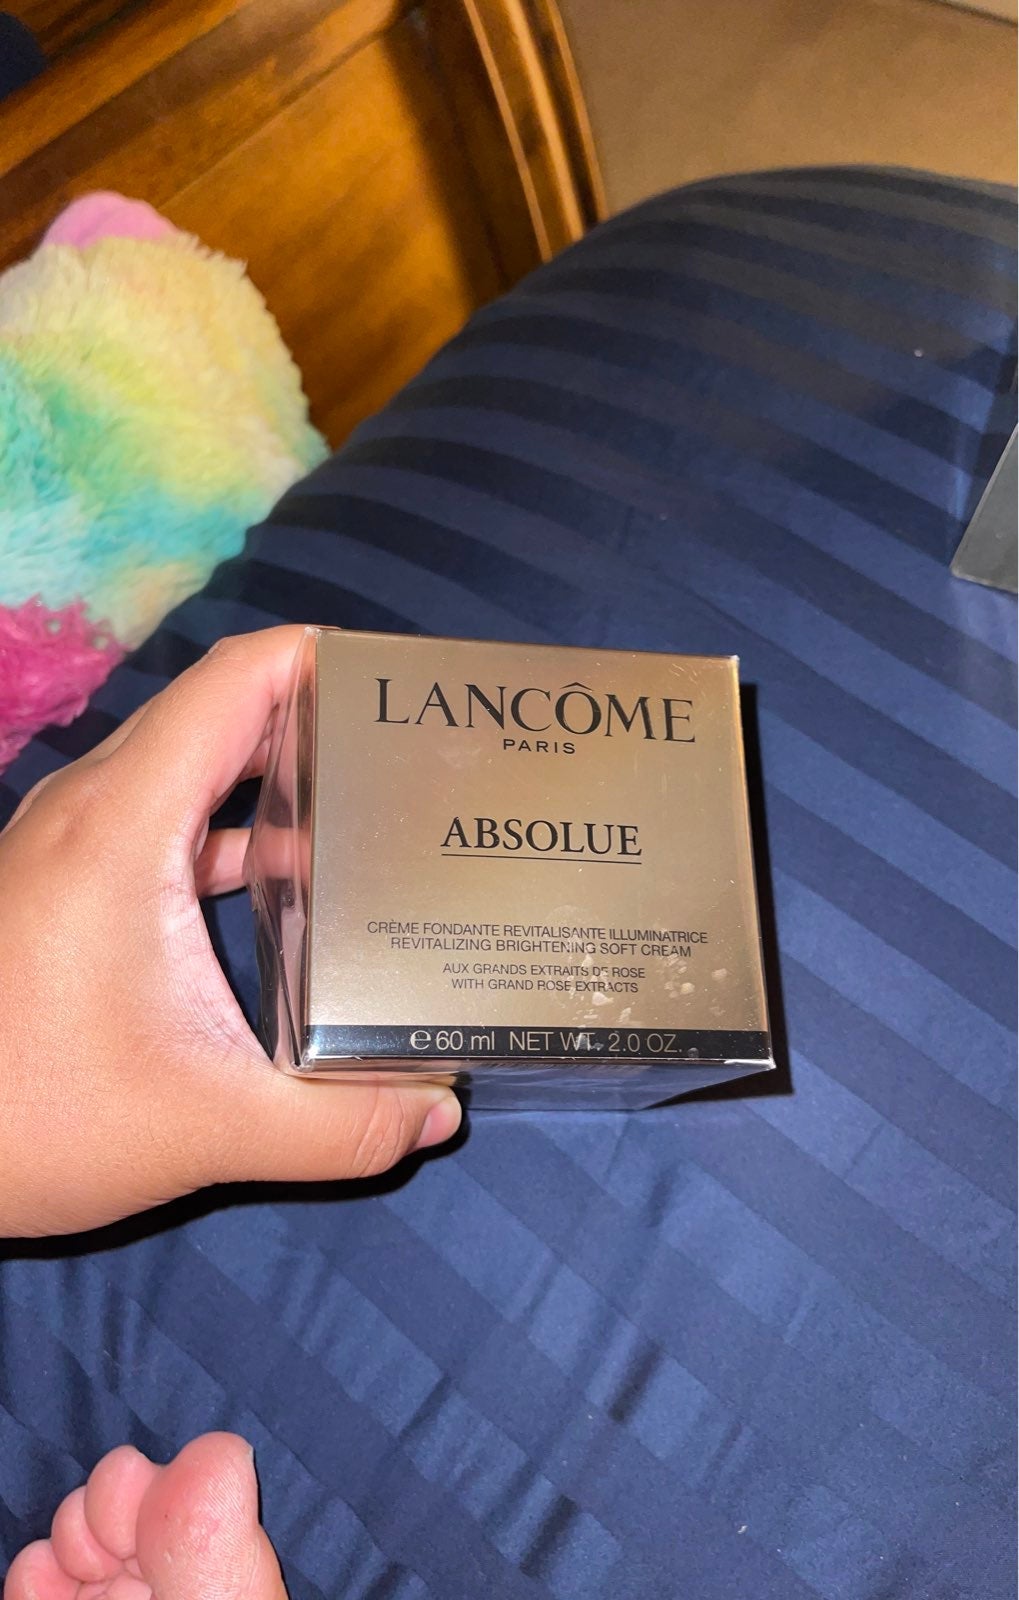 LANCÔME
PARIS
ABSOLUE
CRÈME FONDANTE REVITALISANTE ILLUMINATRICE
REVITALIZING BRIGHTENING SOFT CREAM
AUX GRANDS EXTRAITS DE ROSE
WITH GRAND ROSE EXTRACTS
℮ 60 ml NET WT. 2.0 OZ.